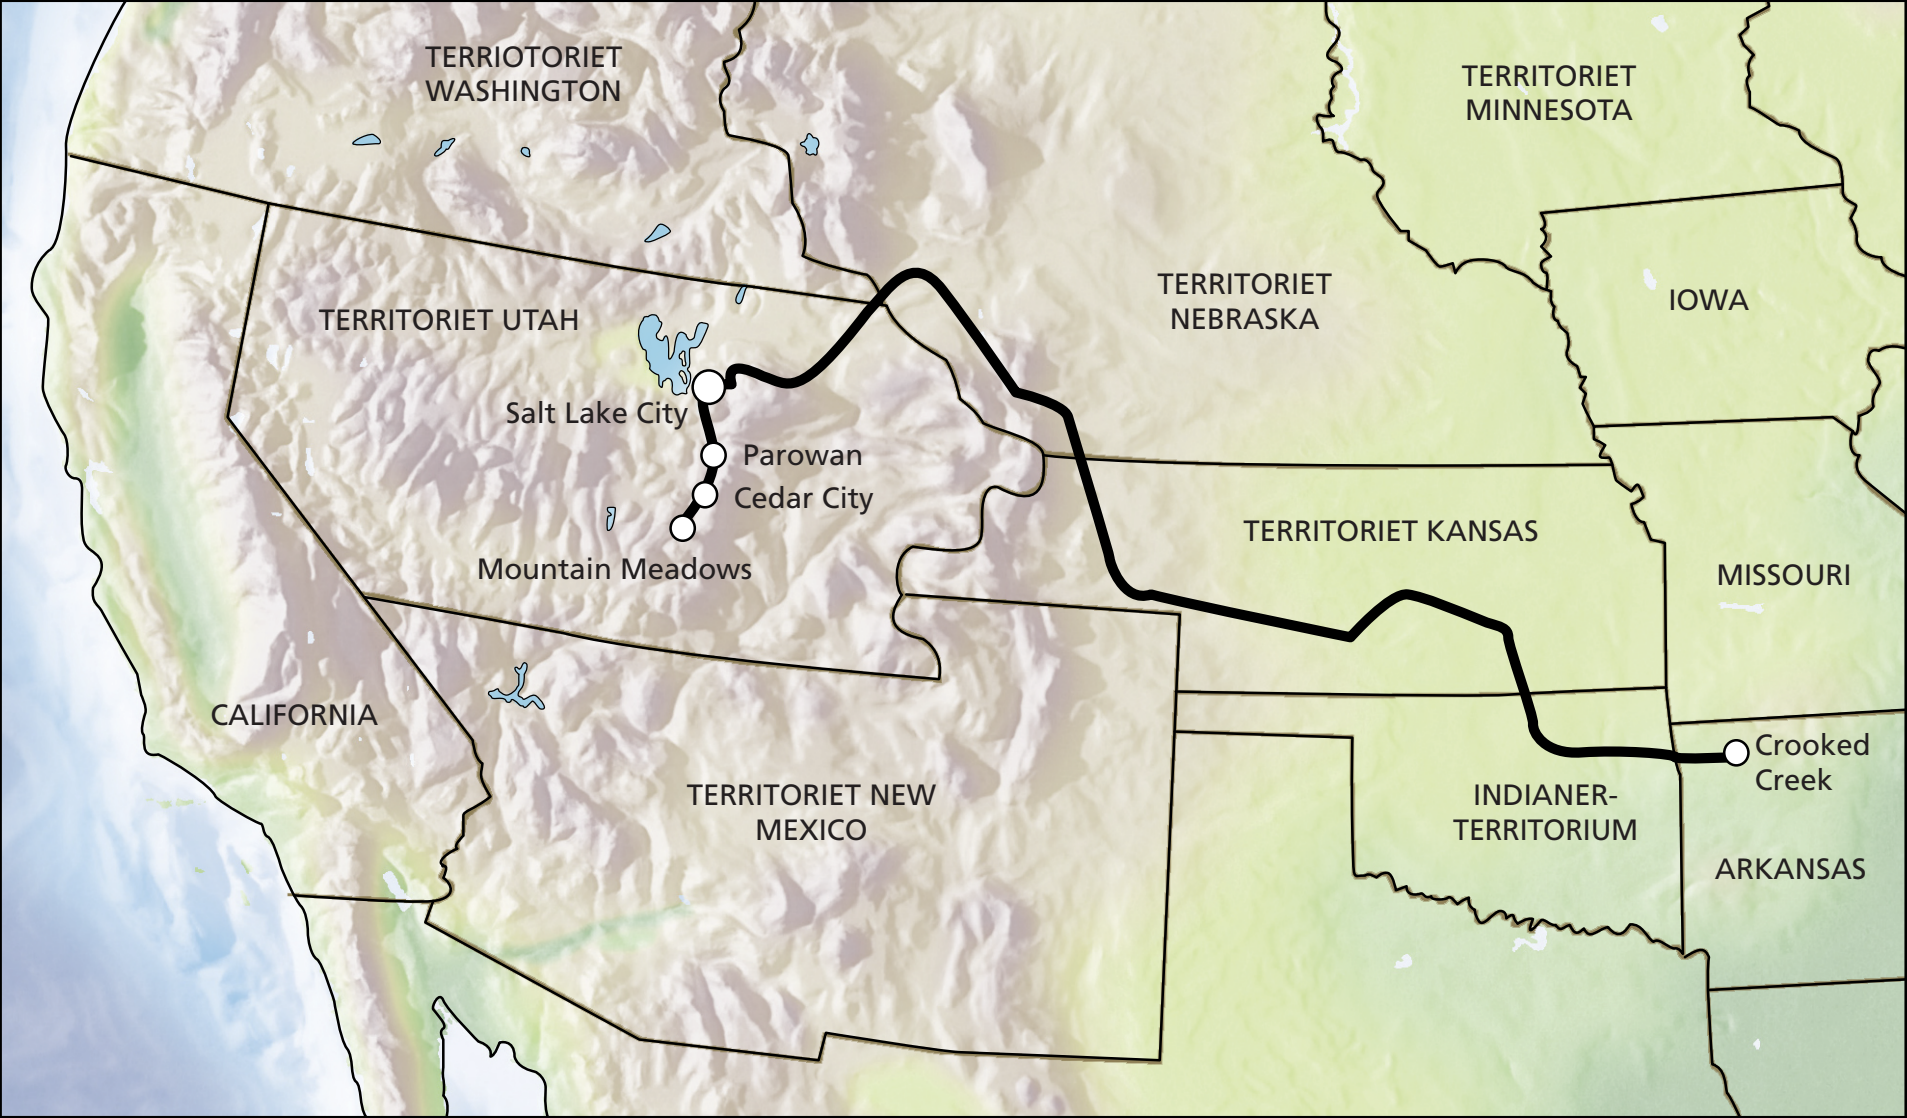 TERRIOTORIET
WASHINGTON
TERRITORIET
MINNESOTA
TERRITORIET
NEBRASKA
IOWA
TERRITORIET UTAH
Salt Lake City
Parowan
Cedar City
Mountain Meadows
TERRITORIET KANSAS
MISSOURI
CALIFORNIA
Crooked
Creek
TERRITORIET NEW
MEXICO
INDIANER-
TERRITORIUM
ARKANSAS